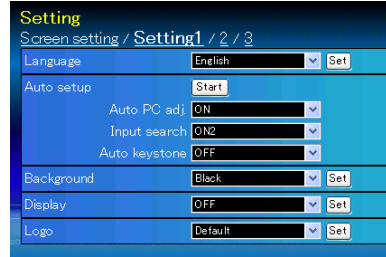 Setting
Screen setting / Setting1 / 2 / 3
Language English Set
Auto setup Start
Auto PC adj. ON
Input search ON2
Auto keystone OFF
Background Black Set
Display OFF Set
Logo Default Set